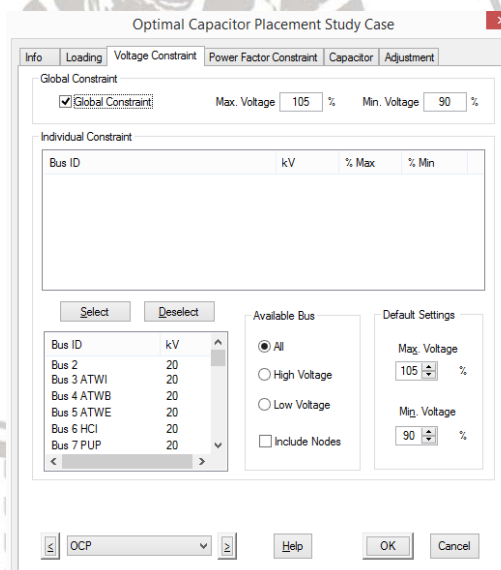 Optimal Capacitor Placement Study Case
Info Loading Voltage Constraint Power Factor Constraint Capacitor Adjustment
Global Constraint
Global Constraint Max. Voltage 105 % Min. Voltage 90 %
Individual Constraint
Bus ID kV % Max % Min
Select Deselect
Bus ID kV
Bus 2 20
Bus 3 ATWI 20
Bus 4 ATWB 20
Bus 5 ATWE 20
Bus 6 HCI 20
Bus 7 PUP 20
Available Bus
All
High Voltage
Low Voltage
Include Nodes
Default Settings
Max. Voltage
105 %
Min. Voltage
90 %
< OCP > Help OK Cancel